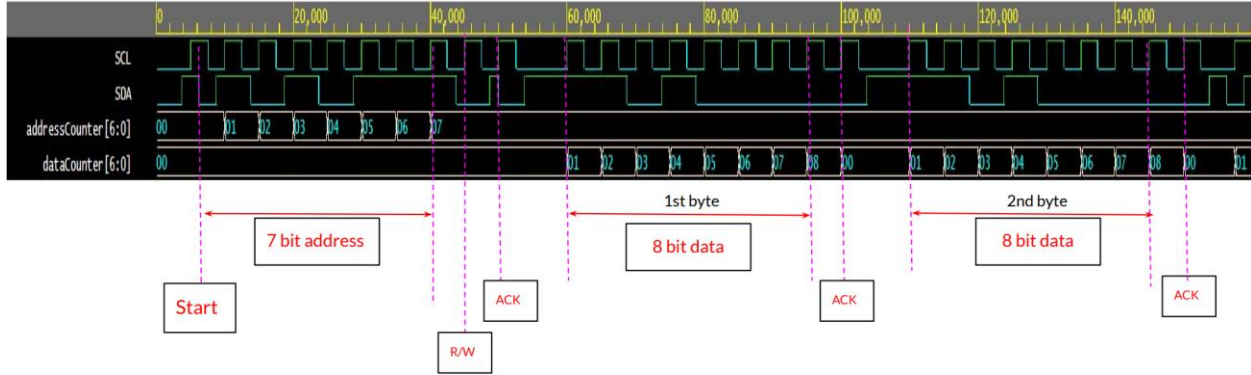 0 20,000 40,000 60,000 80,000 100,000 120,000 140,000
SCL
SDA
addressCounter[6:0] 00 01 02 03 04 05 06 07
dataCounter[6:0] 00 01 02 03 04 05 06 07 08 00 01 02 03 04 05 06 07 08 00 01
1st byte 2nd byte
7 bit address 8 bit data 8 bit data
Start ACK ACK ACK
R/W